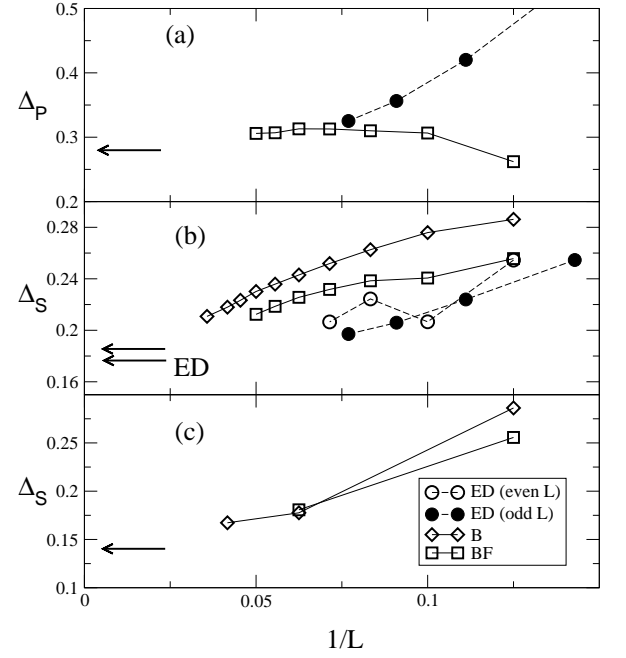 0.5
(a)
0.4
Δ_P
0.3
0.2
0.28
(b)
0.24
Δ_S
0.2
ED
0.16
(c)
0.25
Δ_S
0.2
ED (even L)
ED (odd L)
0.15
B
BF
0.1
0 0.05 0.1
1/L